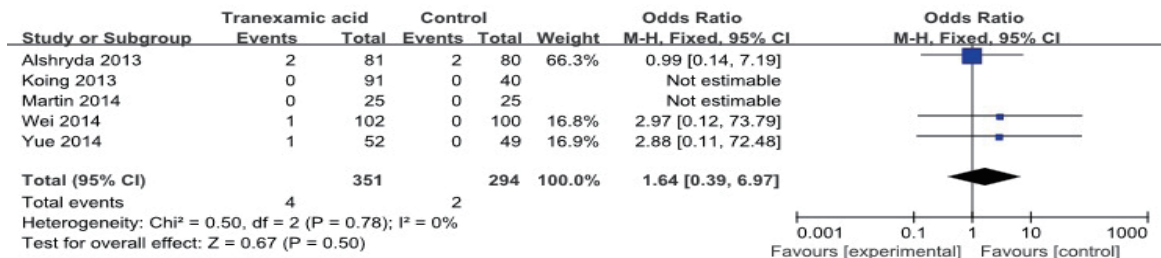 Tranexamic acid Control Odds Ratio Odds Ratio
Study or Subgroup Events Total Events Total Weight M-H, Fixed, 95% CI M-H, Fixed, 95% CI
Alshryda 2013 2 81 2 80 66.3% 0.99 [0.14, 7.19]
Koing 2013 0 91 0 40 Not estimable
Martin 2014 0 25 0 25 Not estimable
Wei 2014 1 102 0 100 16.8% 2.97 [0.12, 73.79]
Yue 2014 1 52 0 49 16.9% 2.88 [0.11, 72.48]
Total (95% CI) 351 294 100.0% 1.64 [0.39, 6.97]
Total events 4 2
Heterogeneity: Chi² = 0.50, df = 2 (P = 0.78); I² = 0%
Test for overall effect: Z = 0.67 (P = 0.50)
0.001 0.1 1 10 1000
Favours [experimental] Favours [control]